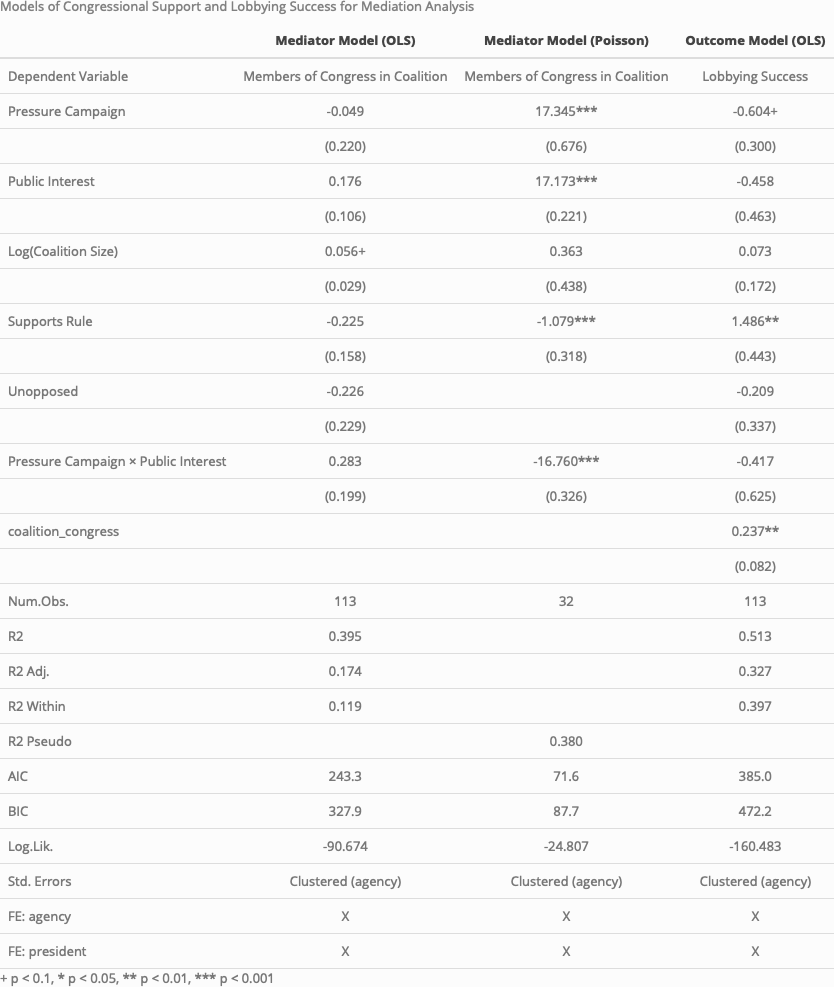 Models of Congressional Support and Lobbying Success for Mediation Analysis
Mediator Model (OLS) Mediator Model (Poisson) Outcome Model (OLS)
Dependent Variable Members of Congress in Coalition Members of Congress in Coalition Lobbying Success
Pressure Campaign -0.049 17.345*** -0.604+
(0.220) (0.676) (0.300)
Public Interest 0.176 17.173*** -0.458
(0.106) (0.221) (0.463)
Log(Coalition Size) 0.056+ 0.363 0.073
(0.029) (0.438) (0.172)
Supports Rule -0.225 -1.079*** 1.486**
(0.158) (0.318) (0.443)
Unopposed -0.226 -0.209
(0.229) (0.337)
Pressure Campaign × Public Interest 0.283 -16.760*** -0.417
(0.199) (0.326) (0.625)
coalition_congress 0.237**
(0.082)
Num.Obs. 113 32 113
R2 0.395 0.513
R2 Adj. 0.174 0.327
R2 Within 0.119 0.397
R2 Pseudo 0.380
AIC 243.3 71.6 385.0
BIC 327.9 87.7 472.2
Log.Lik. -90.674 -24.807 -160.483
Std. Errors Clustered (agency) Clustered (agency) Clustered (agency)
FE: agency X X X
FE: president X X X
+ p < 0.1, * p < 0.05, ** p < 0.01, *** p < 0.001